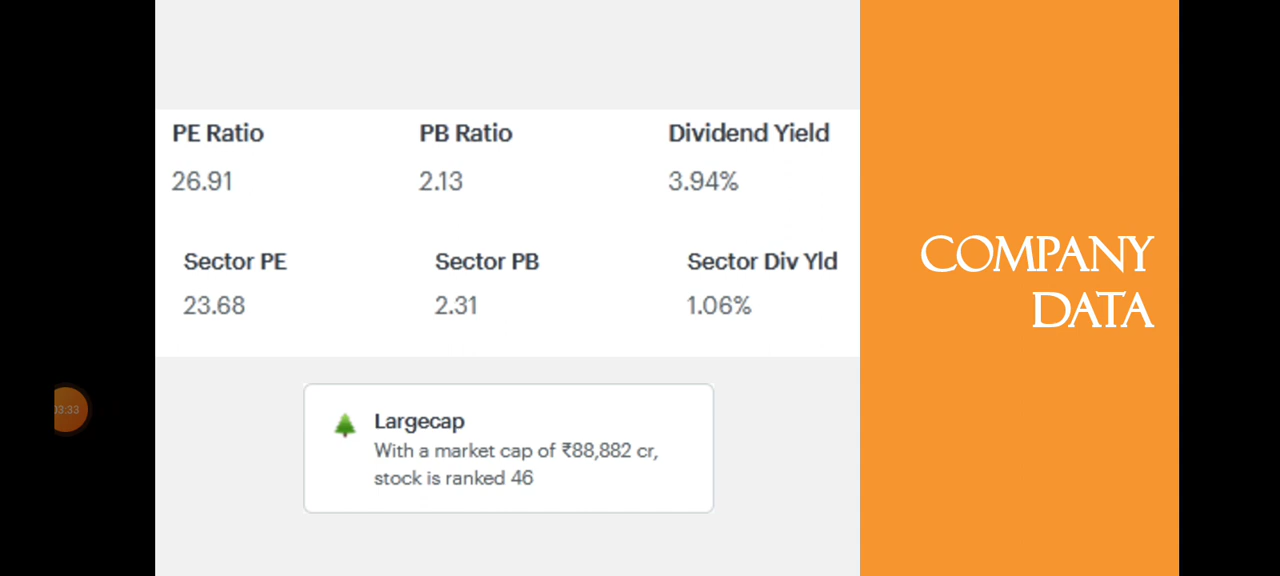 PE Ratio PB Ratio Dividend Yield
26.91 2.13 3.94%
Sector PE Sector PB Sector Div Yld
23.68 2.31 1.06%
Largecap
With a market cap of ₹88,882 cr,
stock is ranked 46
COMPANY
DATA
03:33